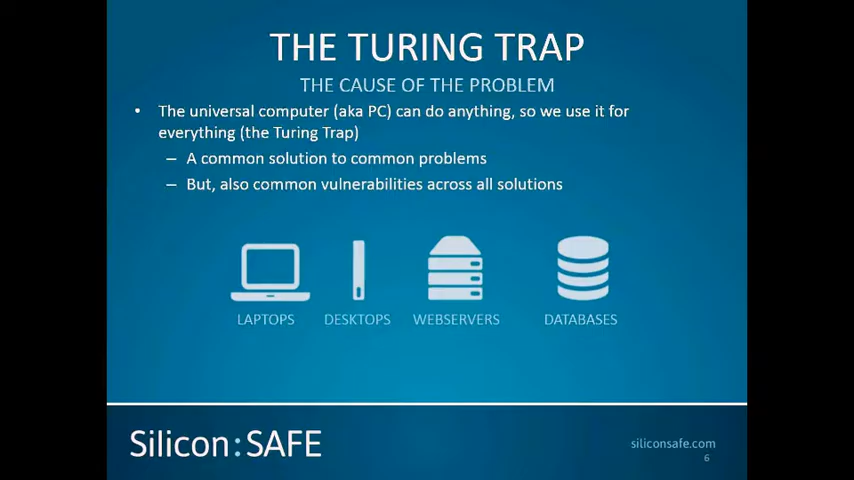 THE TURING TRAP
THE CAUSE OF THE PROBLEM
• The universal computer (aka PC) can do anything, so we use it for
everything (the Turing Trap)
– A common solution to common problems
– But, also common vulnerabilities across all solutions
LAPTOPS DESKTOPS WEBSERVERS DATABASES
Silicon:SAFE
siliconsafe.com
6